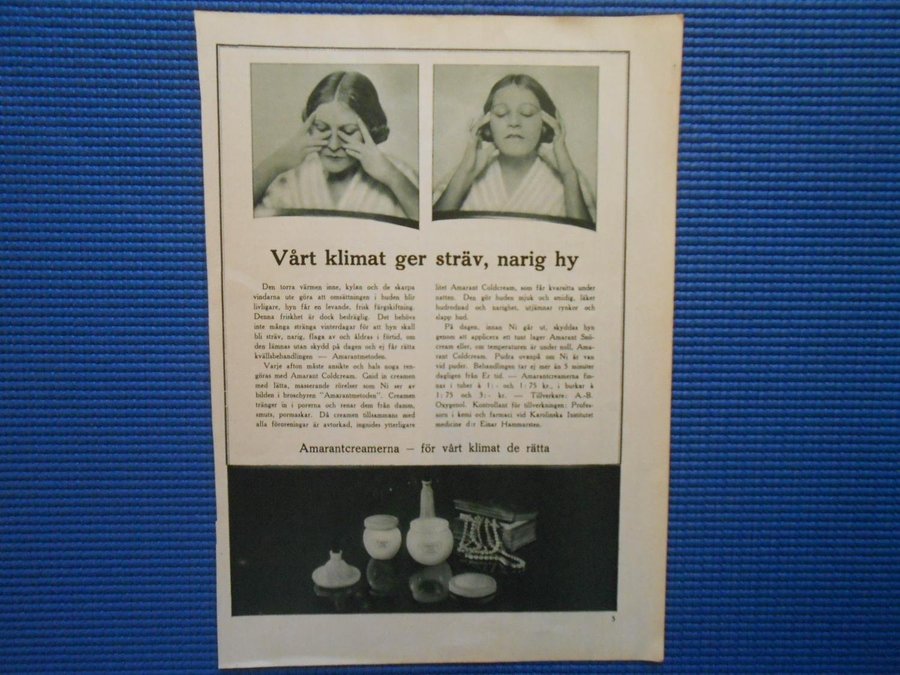 Vårt klimat ger sträv, narig hy
Den torra värmen inne, kylan och de skarpa
vindarna ute göra att omsättningen i huden blir
livligare, hyn får en levande, frisk färgskiftning.
Denna friskhet är dock bedräglig. Det behövs
inte många stränga vinterdagar för att hyn skall
bli sträv, narig, flaga av och åldras i förtid, om
den lämnas utan skydd på dagen och ej får rätta
kvällsbehandlingen — Amarantmetoden.
Varje afton måste ansikte och hals noga ren-
göras med Amarant Coldcream. Gnid in creamen
med lätta, masserande rörelser som Ni ser av
bilden i broschyren "Amarantmetoden". Creamen
tränger in i porerna och renar dem från damm,
smuts, pormaskar. Då creamen tillsammans med
alla föroreningar är avtorkad, ingnides ytterligare
litet Amarant Coldcream, som får kvarsitta under
natten. Den gör huden mjuk och smidig, läker
hudrodnad och narighet, utjämnar rynkor och
slapp hud.
På dagen, innan Ni går ut, skyddas hyn
genom att applicera ett tunt lager Amarant Snö-
cream eller, om temperaturen är under noll, Ama-
rant Coldcream. Pudra ovanpå om Ni är van
vid puder. Behandlingen tar ej mer än 5 minuter
dagligen från Er tid. — Amarantcreamerna fin-
nas i tuber à 1:- och 1:75 kr., i burkar à
1:75 och 3:- kr. — Tillverkare: A.-B.
Oxygenol. Kontrollant för tillverkningen: Profes-
sorn i kemi och farmaci vid Karolinska Institutet
medicine d:r Einar Hammarsten.
Amarantcreamerna — för vårt klimat de rätta
3